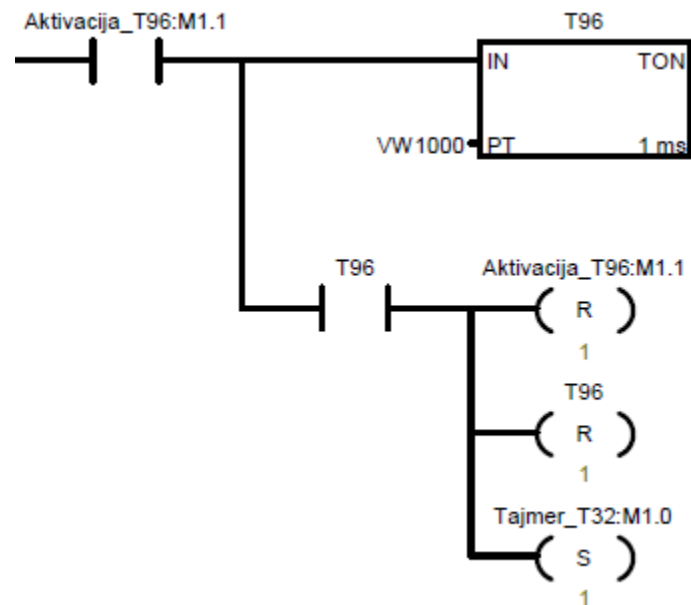 Aktivacija_T96:M1.1
T96
IN TON
VW1000 PT 1 ms
T96
Aktivacija_T96:M1.1
R
1
T96
R
1
Tajmer_T32:M1.0
S
1